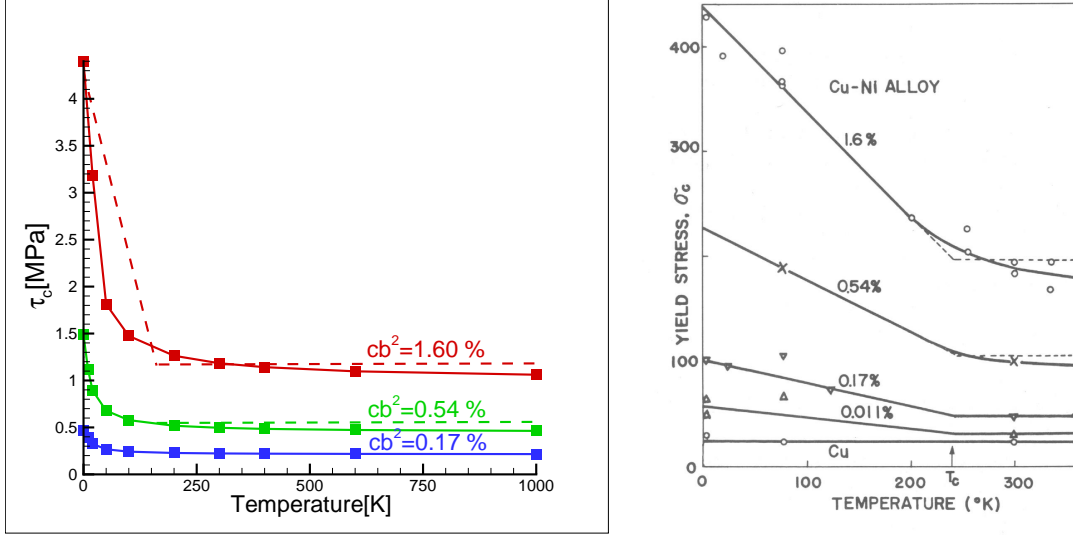 4
3.5
3
2.5
2
1.5
1
0.5
0
τc[MPa]
cb²=1.60 %
cb²=0.54 %
cb²=0.17 %
0 250 500 750 1000
Temperature[K]
400
300
200
100
0
YIELD STRESS, σc
Cu-Ni ALLOY
1.6%
0.54%
0.17%
0.011%
Cu
0 100 200 300
Tc
TEMPERATURE (°K)